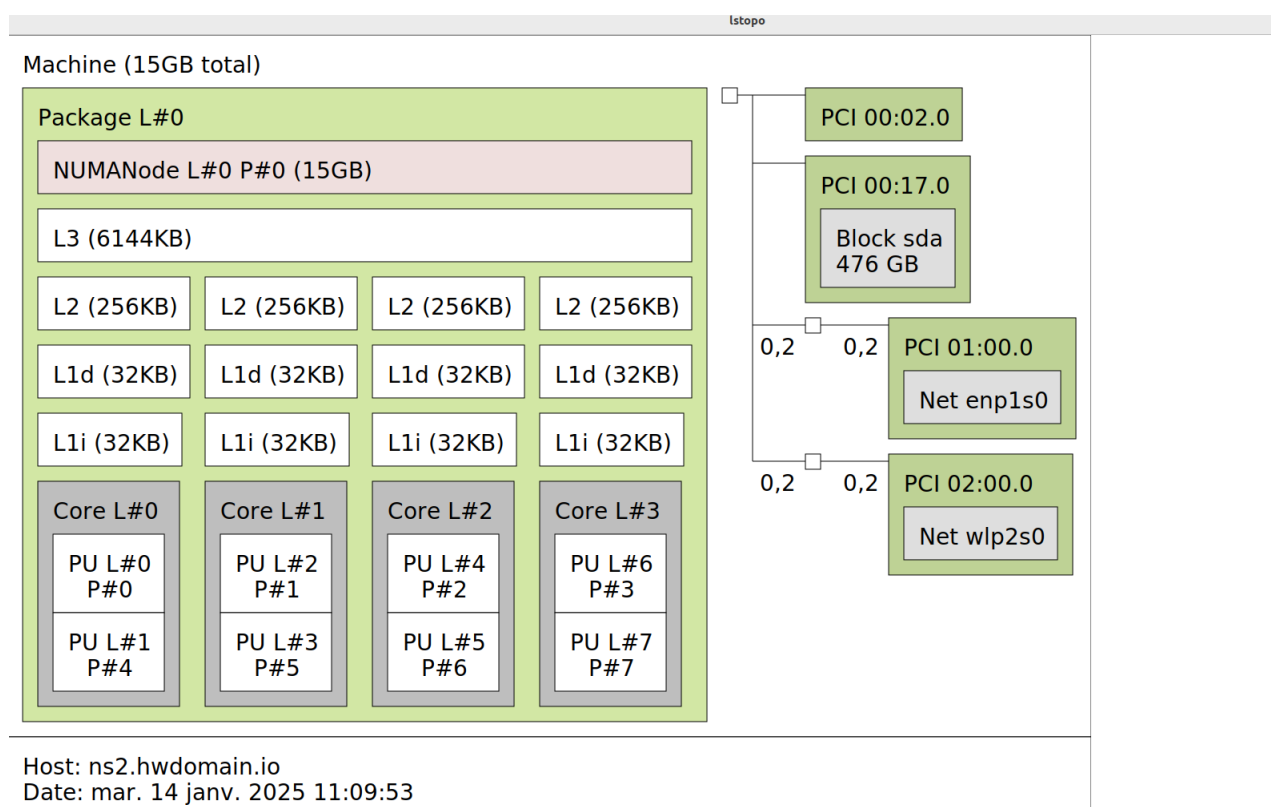 lstopo
Machine (15GB total)
Package L#0
NUMANode L#0 P#0 (15GB)
L3 (6144KB)
L2 (256KB) L2 (256KB) L2 (256KB) L2 (256KB)
L1d (32KB) L1d (32KB) L1d (32KB) L1d (32KB)
L1i (32KB) L1i (32KB) L1i (32KB) L1i (32KB)
Core L#0 Core L#1 Core L#2 Core L#3
PU L#0 PU L#2 PU L#4 PU L#6
P#0 P#1 P#2 P#3
PU L#1 PU L#3 PU L#5 PU L#7
P#4 P#5 P#6 P#7
PCI 00:02.0
PCI 00:17.0
Block sda
476 GB
0,2 0,2 PCI 01:00.0
Net enp1s0
0,2 0,2 PCI 02:00.0
Net wlp2s0
Host: ns2.hwdomain.io
Date: mar. 14 janv. 2025 11:09:53